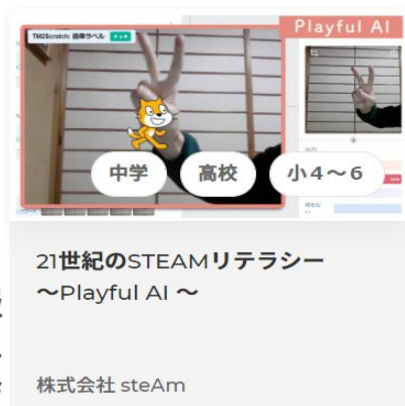 Playful AI
TM2Scratch: 画像ラベル
中学
高校
小4～6
21世紀のSTEAMリテラシー
～Playful AI ～
株式会社 steAm